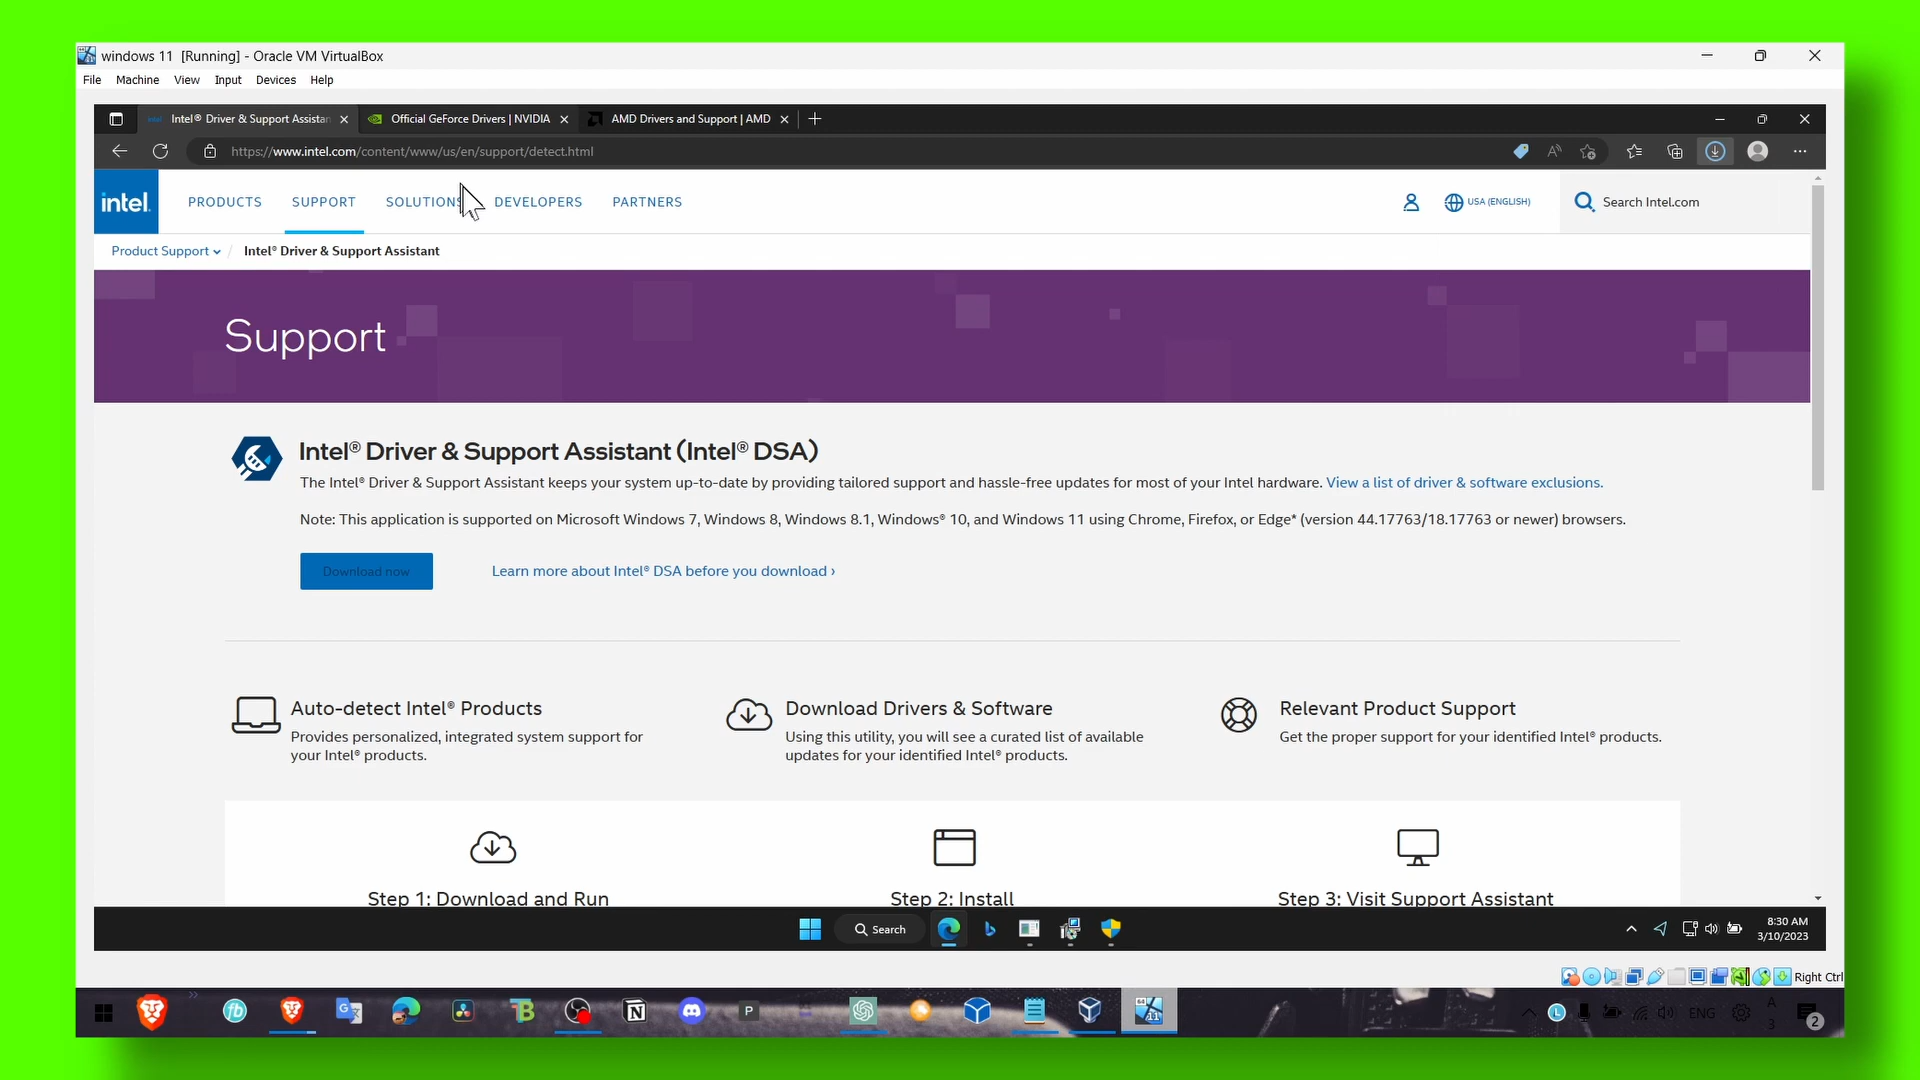 windows 11 [Running] - Oracle VM VirtualBox
File Machine View Input Devices Help
Intel® Driver & Support Assistan
Official GeForce Drivers | NVIDIA
AMD Drivers and Support | AMD
https://www.intel.com/content/www/us/en/support/detect.html
intel.
PRODUCTS SUPPORT SOLUTIONS DEVELOPERS PARTNERS
USA (ENGLISH)
Search Intel.com
Product Support / Intel® Driver & Support Assistant
Support
Intel® Driver & Support Assistant (Intel® DSA)
The Intel® Driver & Support Assistant keeps your system up-to-date by providing tailored support and hassle-free updates for most of your Intel hardware. View a list of driver & software exclusions.
Note: This application is supported on Microsoft Windows 7, Windows 8, Windows 8.1, Windows® 10, and Windows 11 using Chrome, Firefox, or Edge* (version 44.17763/18.17763 or newer) browsers.
Download now
Learn more about Intel® DSA before you download ›
Auto-detect Intel® Products
Provides personalized, integrated system support for
your Intel® products.
Download Drivers & Software
Using this utility, you will see a curated list of available
updates for your identified Intel® products.
Relevant Product Support
Get the proper support for your identified Intel® products.
Step 1: Download and Run
Step 2: Install
Step 3: Visit Support Assistant
Search
8:30 AM
3/10/2023
Right Ctrl
ENG
2